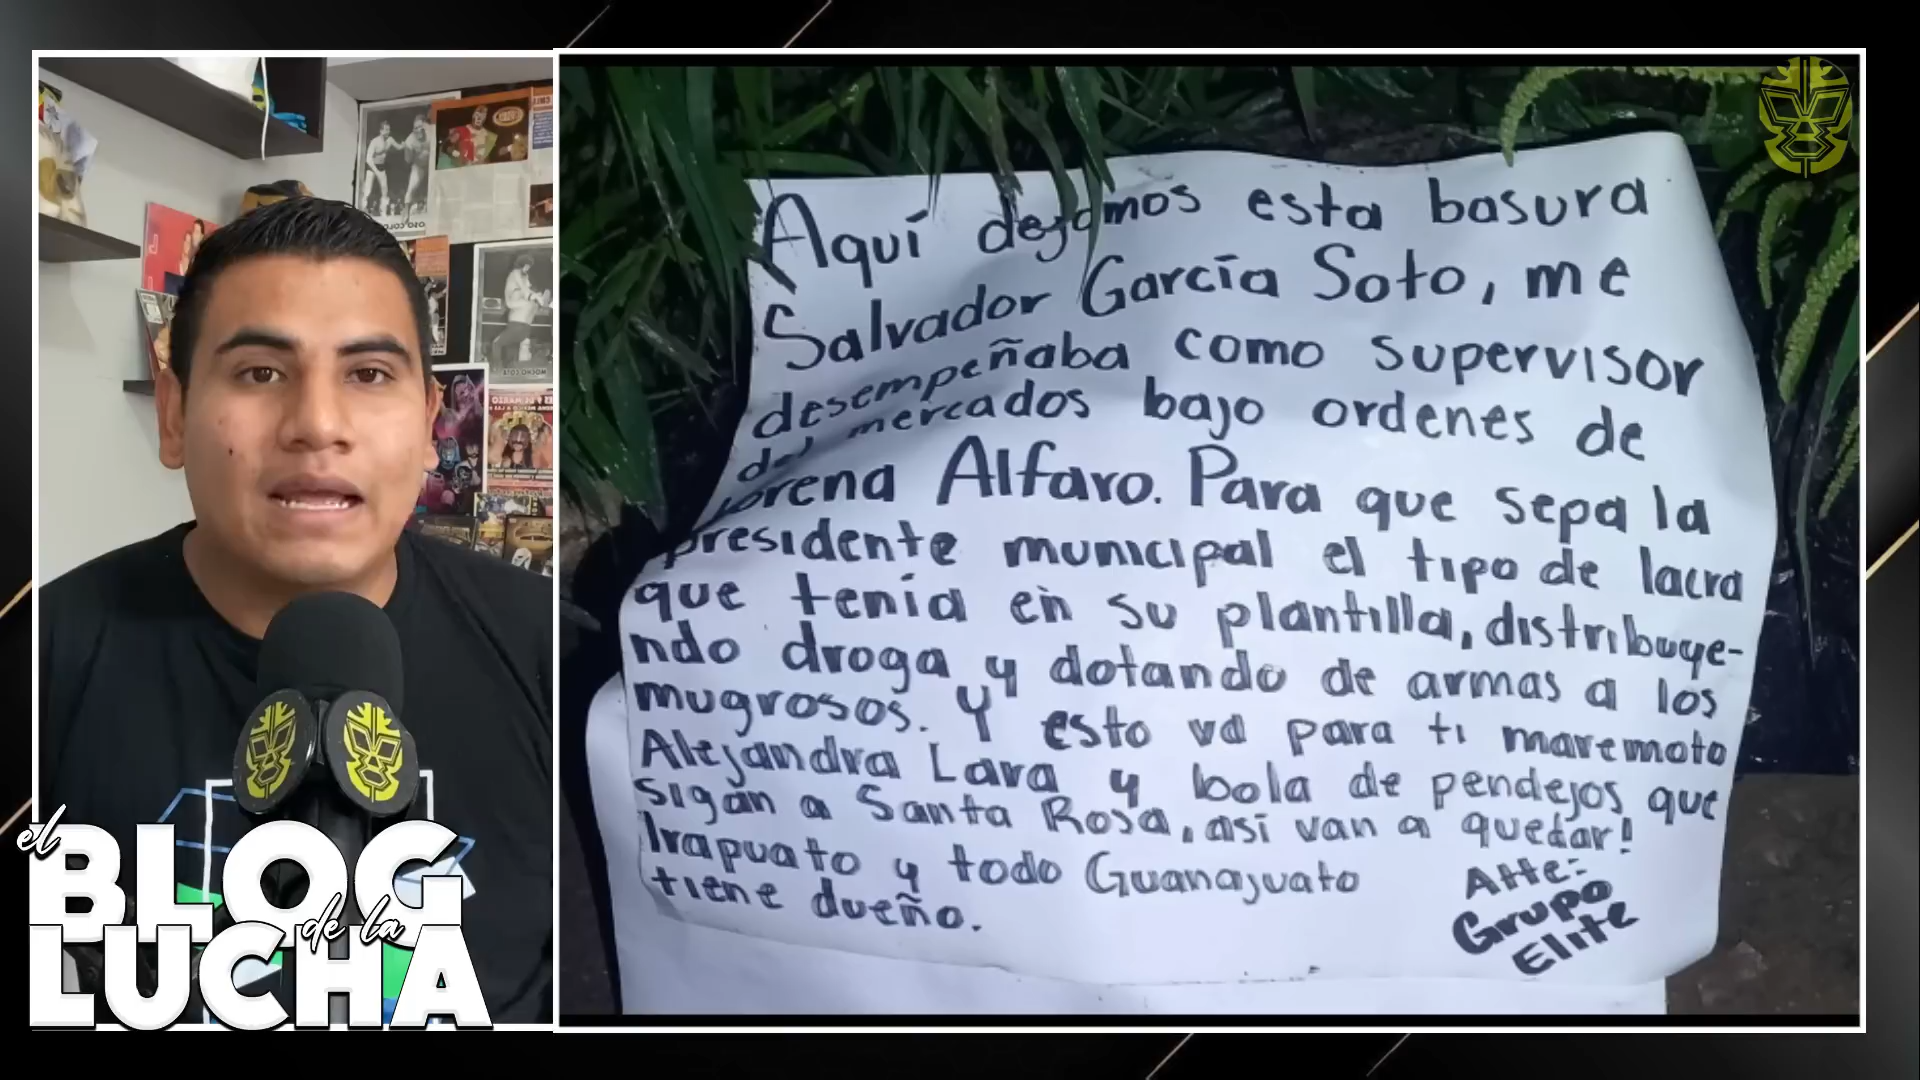 Aquí dejamos esta basura
Salvador García Soto, me
desempeñaba como supervisor
del mercados bajo ordenes de
Lorena Alfaro. Para que sepa la
presidente municipal el tipo de lacra
que tenía en su plantilla, distribuye-
ndo droga y dotando de armas a los
mugrosos. Y esto va para ti maremoto
Alejandra Lara y bola de pendejos que
sigan a Santa Rosa, así van a quedar!
Irapuato y todo Guanajuato
tiene dueño.
Atte:
Grupo
Elite
el
BLOG
de la
LUCHA